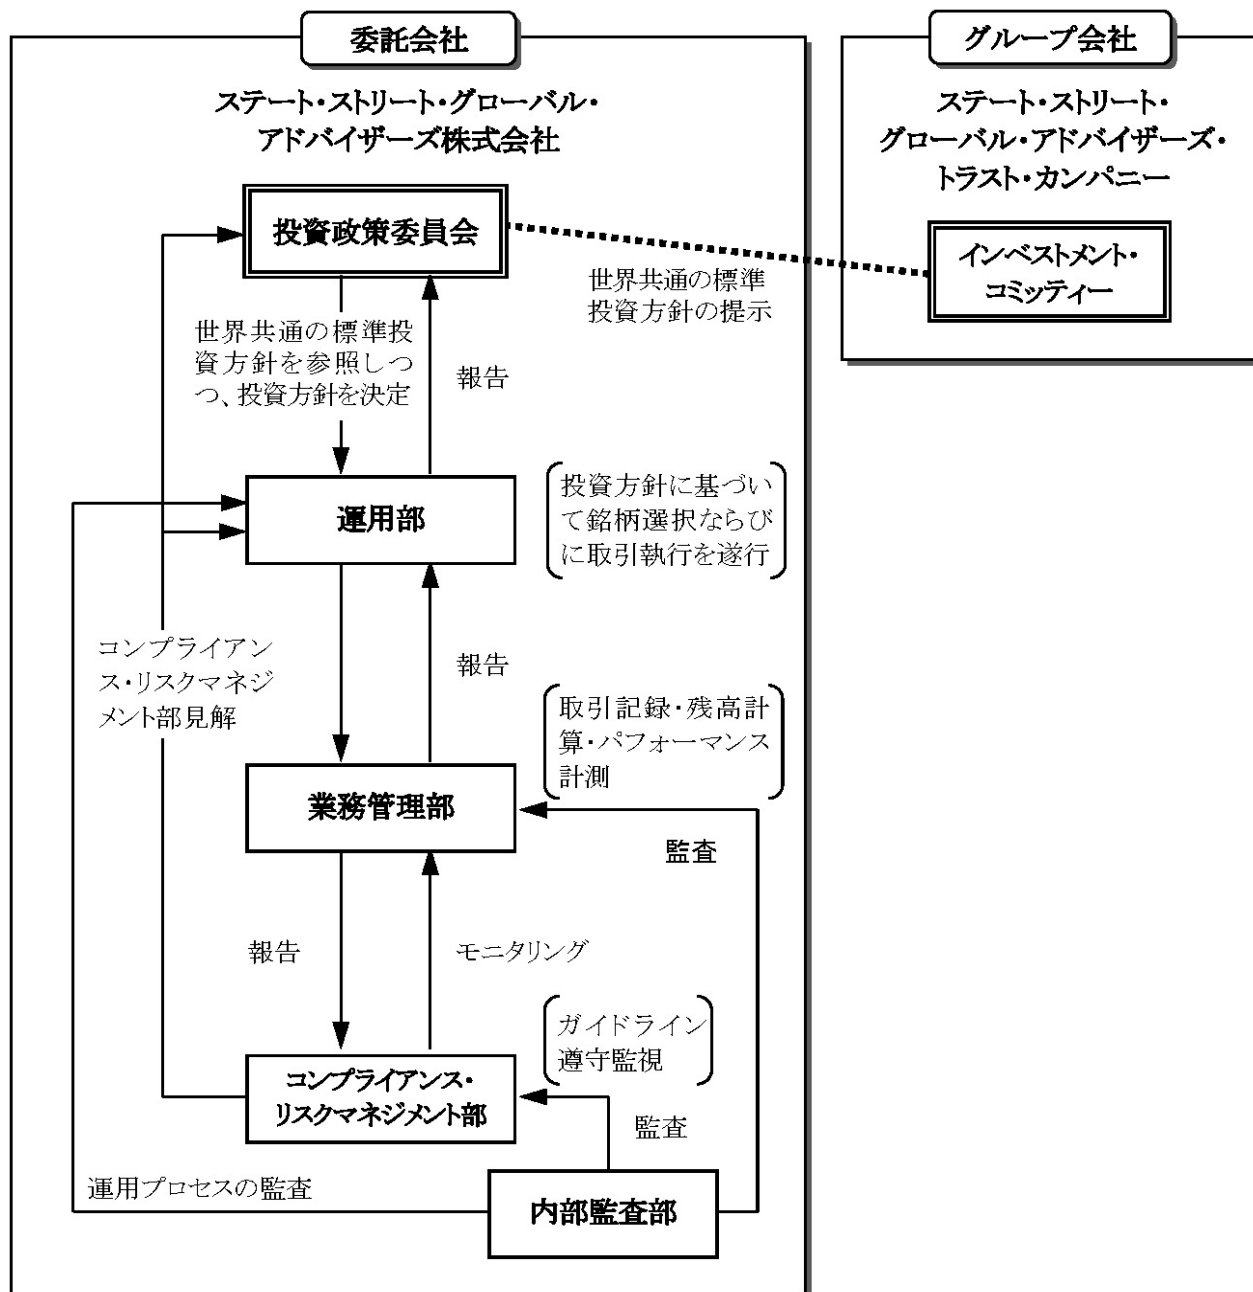 委託会社
ステート・ストリート・グローバル・
アドバイザーズ株式会社
グループ会社
ステート・ストリート・
グローバル・アドバイザーズ・
トラスト・カンパニー
投資政策委員会
インベストメント・
コミッティー
世界共通の標準
投資方針の提示
世界共通の標準投
資方針を参照しつ
つ、投資方針を決定
報告
運用部
投資方針に基づい
て銘柄選択ならび
に取引執行を遂行
コンプライアン
ス・リスクマネジ
メント部見解
報告
取引記録・残高計
算・パフォーマンス
計測
業務管理部
監査
報告
モニタリング
ガイドライン
遵守監視
コンプライアンス・
リスクマネジメント部
監査
運用プロセスの監査
内部監査部